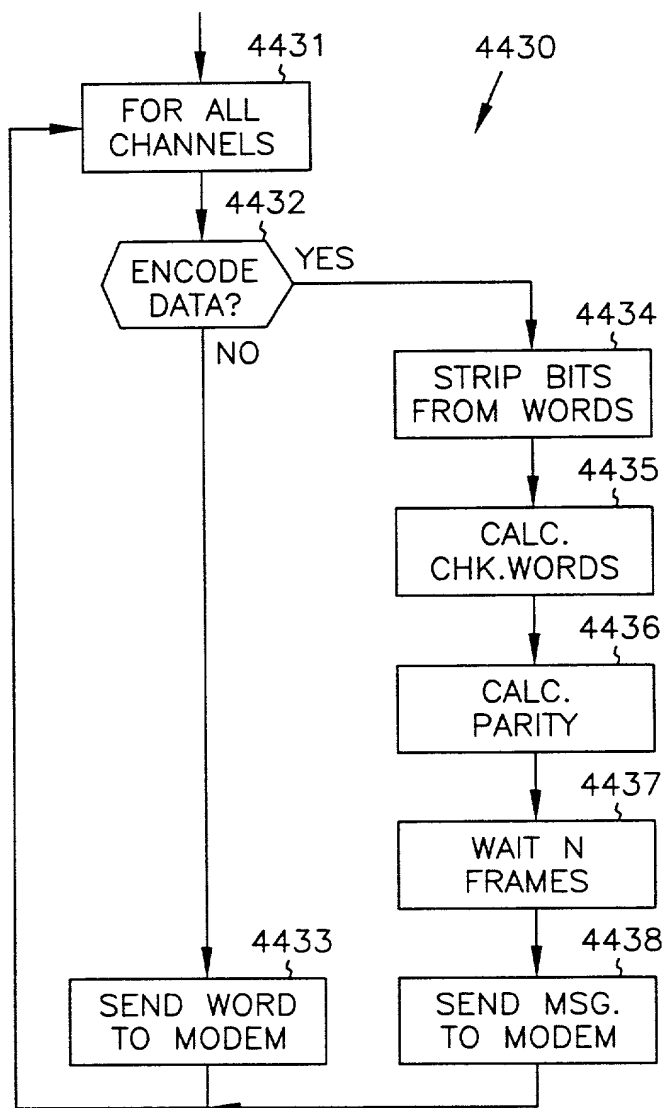 4431
4430
FOR ALL
CHANNELS
4432
ENCODE
DATA?
YES
NO
4434
STRIP BITS
FROM WORDS
4435
CALC.
CHK.WORDS
4436
CALC.
PARITY
4437
WAIT N
FRAMES
4433
SEND WORD
TO MODEM
4438
SEND MSG.
TO MODEM